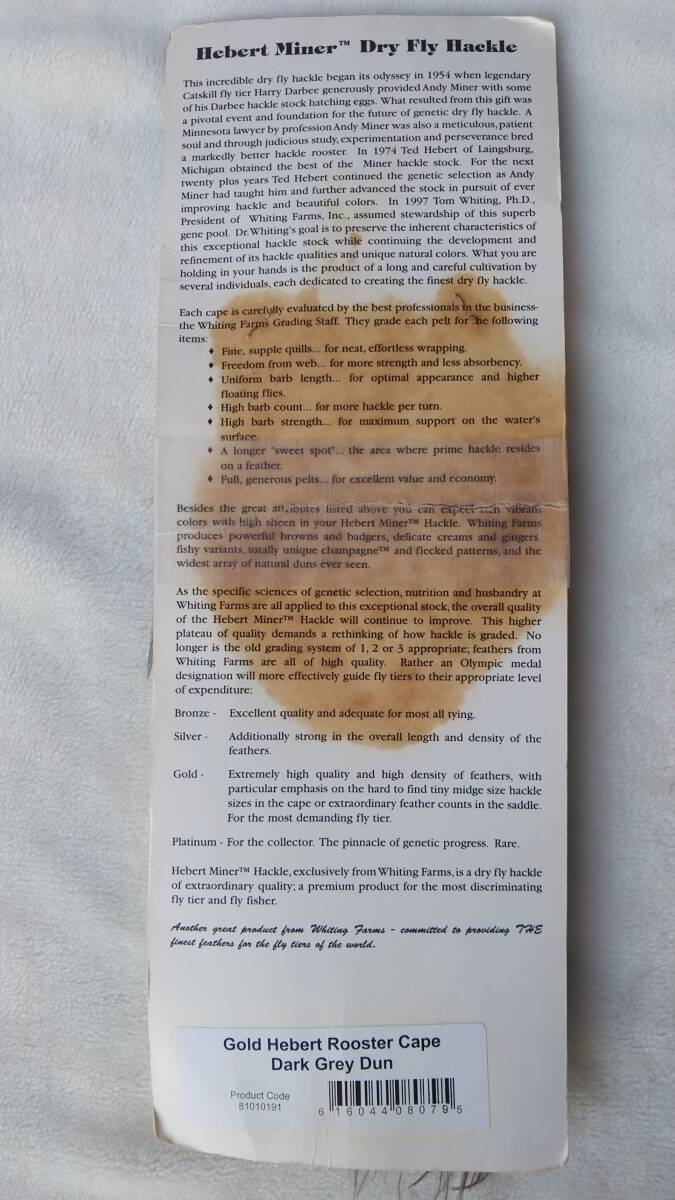 Hebert Miner™ Dry Fly Hackle
This incredible dry fly hackle began its odyssey in 1954 when legendary
Catskill fly tier Harry Darbee generously provided Andy Miner with some
of his Darbee hackle stock hatching eggs. What resulted from this gift was
a pivotal event and foundation for the future of genetic dry fly hackle. A
Minnesota lawyer by profession Andy Miner was also a meticulous, patient
soul and through judicious study, experimentation and perseverance bred
a markedly better hackle rooster. In 1974 Ted Hebert of Laingsburg,
Michigan obtained the best of the Miner hackle stock. For the next
twenty plus years Ted Hebert continued the genetic selection as Andy
Miner had taught him and further advanced the stock in pursuit of ever
improving hackle and beautiful colors. In 1997 Tom Whiting, Ph.D.,
President of Whiting Farms, Inc., assumed stewardship of this superb
gene pool. Dr. Whiting's goal is to preserve the inherent characteristics of
this exceptional hackle stock while continuing the development and
refinement of its hackle qualities and unique natural colors. What you are
holding in your hands is the product of a long and careful cultivation by
several individuals, each dedicated to creating the finest dry fly hackle.
Each cape is carefully evaluated by the best professionals in the business-
the Whiting Farms Grading Staff. They grade each pelt for the following
items:
♦ Fine, supple quills... for neat, effortless wrapping.
♦ Freedom from web... for more strength and less absorbency.
♦ Uniform barb length... for optimal appearance and higher
floating flies.
♦ High barb count... for more hackle per turn.
♦ High barb strength... for maximum support on the water's
surface.
♦ A longer "sweet spot"... the area where prime hackle resides
on a feather.
♦ Full, generous pelts... for excellent value and economy.
Besides the great attributes listed above you can expect vibrant
colors with high sheen in your Hebert Miner™ Hackle. Whiting Farms
produces powerful browns and badgers, delicate creams and gingers,
fishy variants, totally unique champagne™ and flecked patterns, and the
widest array of natural duns ever seen.
As the specific sciences of genetic selection, nutrition and husbandry at
Whiting Farms are all applied to this exceptional stock, the overall quality
of the Hebert Miner™ Hackle will continue to improve. This higher
plateau of quality demands a rethinking of how hackle is graded. No
longer is the old grading system of 1, 2 or 3 appropriate; feathers from
Whiting Farms are all of high quality. Rather an Olympic medal
designation will more effectively guide fly tiers to their appropriate level
of expenditure:
Bronze - Excellent quality and adequate for most all tying.
Silver - Additionally strong in the overall length and density of the
feathers.
Gold - Extremely high quality and high density of feathers, with
particular emphasis on the hard to find tiny midge size hackle
sizes in the cape or extraordinary feather counts in the saddle.
For the most demanding fly tier.
Platinum - For the collector. The pinnacle of genetic progress. Rare.
Hebert Miner™ Hackle, exclusively from Whiting Farms, is a dry fly hackle
of extraordinary quality; a premium product for the most discriminating
fly tier and fly fisher.
Another great product from Whiting Farms - committed to providing THE
finest feathers for the fly tiers of the world.
Gold Hebert Rooster Cape
Dark Grey Dun
Product Code
81010191
6 16044 08079 5